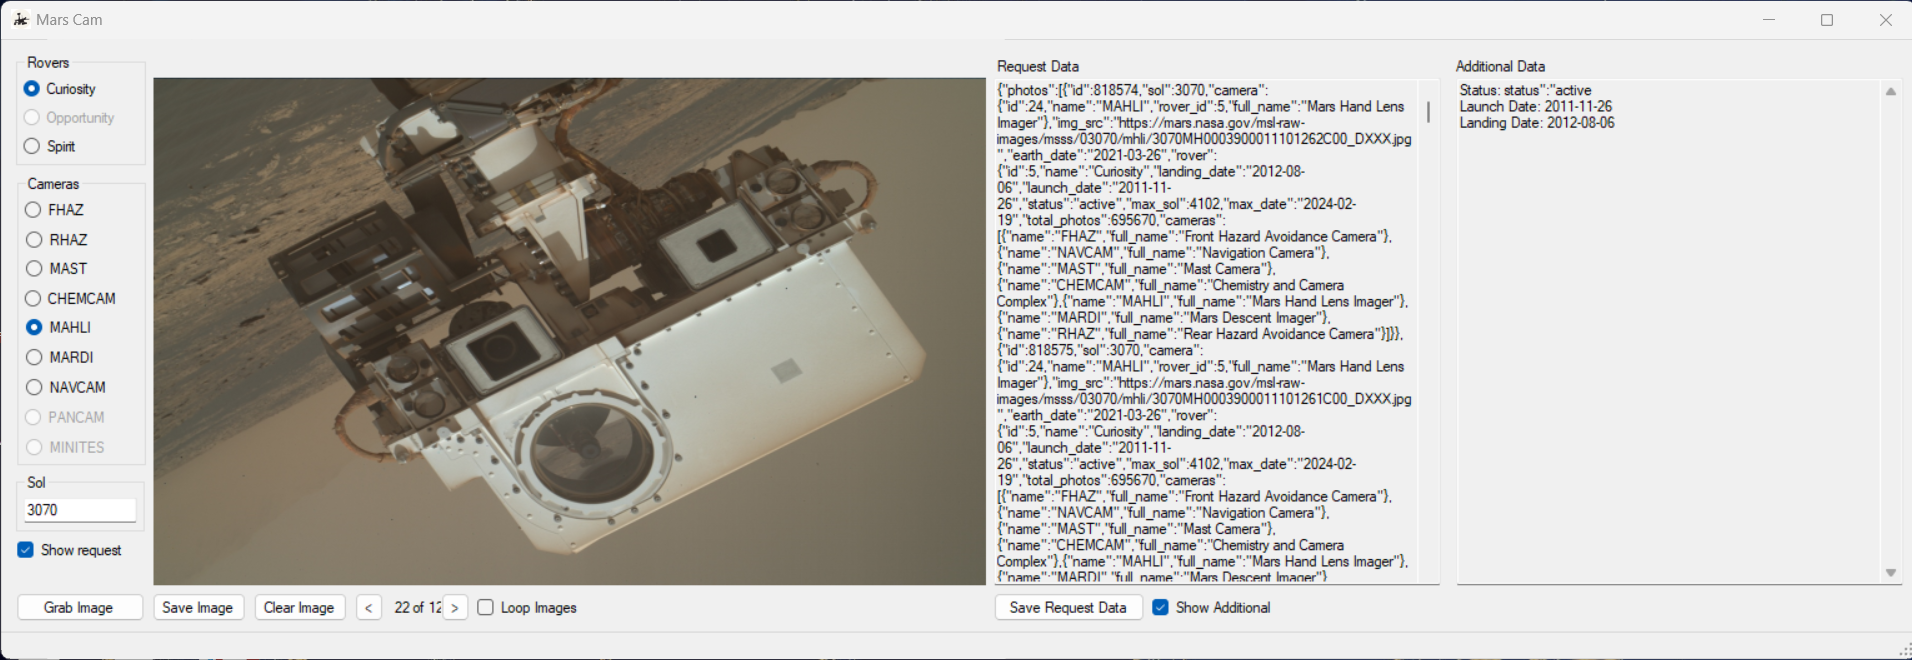 Mars Cam
Rovers
Curiosity
Opportunity
Spirit
Cameras
FHAZ
RHAZ
MAST
CHEMCAM
MAHLI
MARDI
NAVCAM
PANCAM
MINITES
Sol
3070
Show request
Grab Image
Save Image
Clear Image
<
22 of 12
>
Loop Images
Request Data
{"photos":[{"id":818574,"sol":3070,"camera":
{"id":24,"name":"MAHLI","rover_id":5,"full_name":"Mars Hand Lens
Imager"},"img_src":"https://mars.nasa.gov/msl-raw-
images/msss/03070/mhli/3070MH0003900011101262C00_DXXX.jpg
","earth_date":"2021-03-26","rover":
{"id":5,"name":"Curiosity","landing_date":"2012-08-
06","launch_date":"2011-11-
26","status":"active","max_sol":4102,"max_date":"2024-02-
19","total_photos":695670,"cameras":
[{"name":"FHAZ","full_name":"Front Hazard Avoidance Camera"},
{"name":"NAVCAM","full_name":"Navigation Camera"},
{"name":"MAST","full_name":"Mast Camera"},
{"name":"CHEMCAM","full_name":"Chemistry and Camera
Complex"},{"name":"MAHLI","full_name":"Mars Hand Lens Imager"},
{"name":"MARDI","full_name":"Mars Descent Imager"},
{"name":"RHAZ","full_name":"Rear Hazard Avoidance Camera"}]}},
{"id":818575,"sol":3070,"camera":
{"id":24,"name":"MAHLI","rover_id":5,"full_name":"Mars Hand Lens
Imager"},"img_src":"https://mars.nasa.gov/msl-raw-
images/msss/03070/mhli/3070MH0003900011101261C00_DXXX.jpg
","earth_date":"2021-03-26","rover":
{"id":5,"name":"Curiosity","landing_date":"2012-08-
06","launch_date":"2011-11-
26","status":"active","max_sol":4102,"max_date":"2024-02-
19","total_photos":695670,"cameras":
[{"name":"FHAZ","full_name":"Front Hazard Avoidance Camera"},
{"name":"NAVCAM","full_name":"Navigation Camera"},
{"name":"MAST","full_name":"Mast Camera"},
{"name":"CHEMCAM","full_name":"Chemistry and Camera
Complex"},{"name":"MAHLI","full_name":"Mars Hand Lens Imager"},
{"name":"MARDI","full_name":"Mars Descent Imager"}
Save Request Data
Show Additional
Additional Data
Status: status":"active
Launch Date: 2011-11-26
Landing Date: 2012-08-06